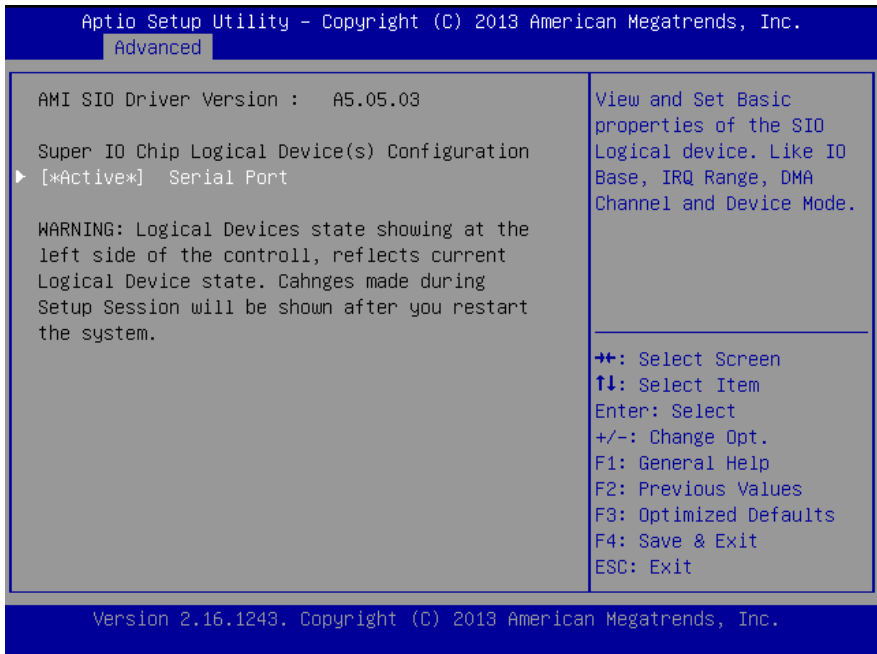 Aptio Setup Utility – Copyright (C) 2013 American Megatrends, Inc.
Advanced
AMI SIO Driver Version :   A5.05.03
Super IO Chip Logical Device(s) Configuration
[*Active*]  Serial Port
WARNING: Logical Devices state showing at the
left side of the controll, reflects current
Logical Device state. Cahnges made during
Setup Session will be shown after you restart
the system.
View and Set Basic
properties of the SIO
Logical device. Like IO
Base, IRQ Range, DMA
Channel and Device Mode.
→←: Select Screen
↑↓: Select Item
Enter: Select
+/-: Change Opt.
F1: General Help
F2: Previous Values
F3: Optimized Defaults
F4: Save & Exit
ESC: Exit
Version 2.16.1243. Copyright (C) 2013 American Megatrends, Inc.